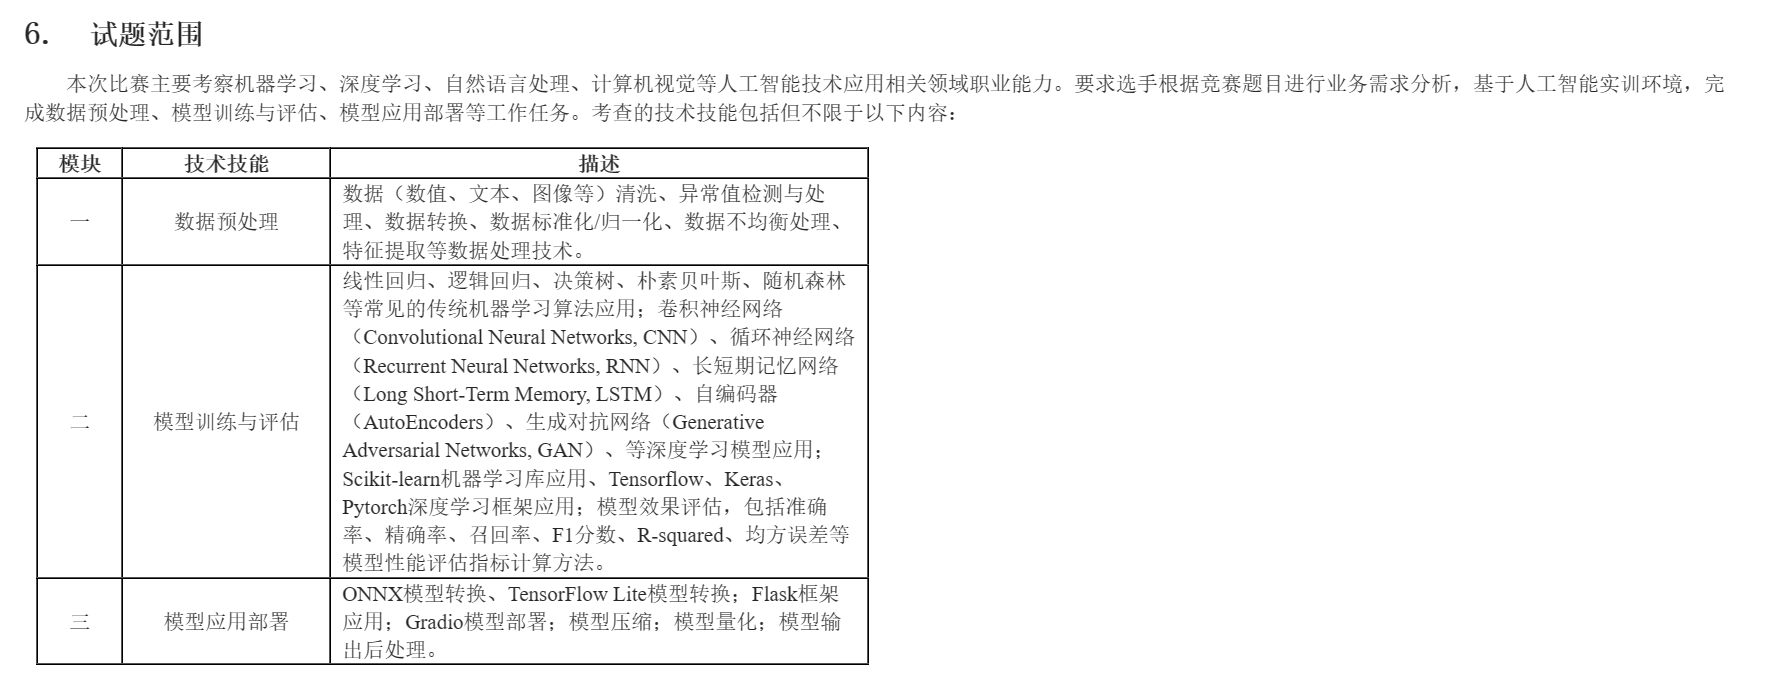 6. 试题范围
本次比赛主要考察机器学习、深度学习、自然语言处理、计算机视觉等人工智能技术应用相关领域职业能力。要求选手根据竞赛题目进行业务需求分析，基于人工智能实训环境，完
成数据预处理、模型训练与评估、模型应用部署等工作任务。考查的技术技能包括但不限于以下内容：
模块 技术技能 描述
一 数据预处理
数据（数值、文本、图像等）清洗、异常值检测与处
理、数据转换、数据标准化/归一化、数据不均衡处理、
特征提取等数据处理技术。
二 模型训练与评估
线性回归、逻辑回归、决策树、朴素贝叶斯、随机森林
等常见的传统机器学习算法应用；卷积神经网络
（Convolutional Neural Networks, CNN）、循环神经网络
（Recurrent Neural Networks, RNN）、长短期记忆网络
（Long Short-Term Memory, LSTM）、自编码器
（AutoEncoders）、生成对抗网络（Generative
Adversarial Networks, GAN）、等深度学习模型应用；
Scikit-learn机器学习库应用、Tensorflow、Keras、
Pytorch深度学习框架应用；模型效果评估，包括准确
率、精确率、召回率、F1分数、R-squared、均方误差等
模型性能评估指标计算方法。
三 模型应用部署
ONNX模型转换、TensorFlow Lite模型转换；Flask框架
应用；Gradio模型部署；模型压缩；模型量化；模型输
出后处理。